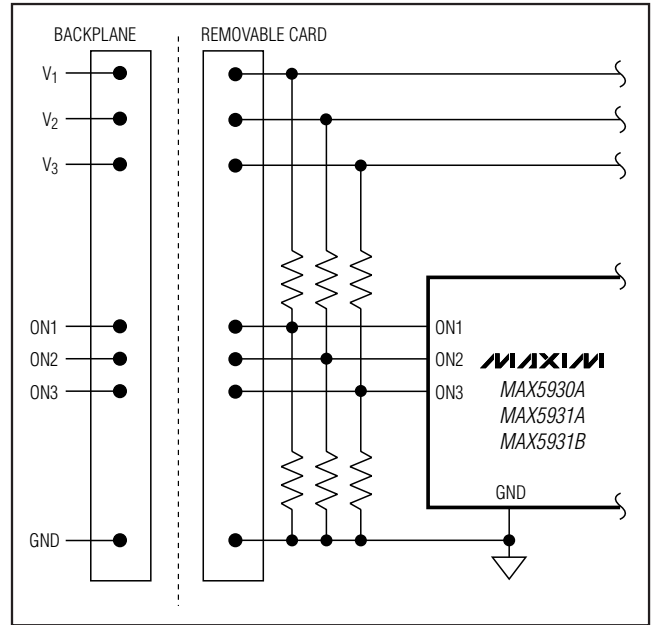 BACKPLANE
REMOVABLE CARD
V1
V2
V3
ON1
ON2
ON3
GND
ON1
ON2
ON3
MAXIM
MAX5930A
MAX5931A
MAX5931B
GND